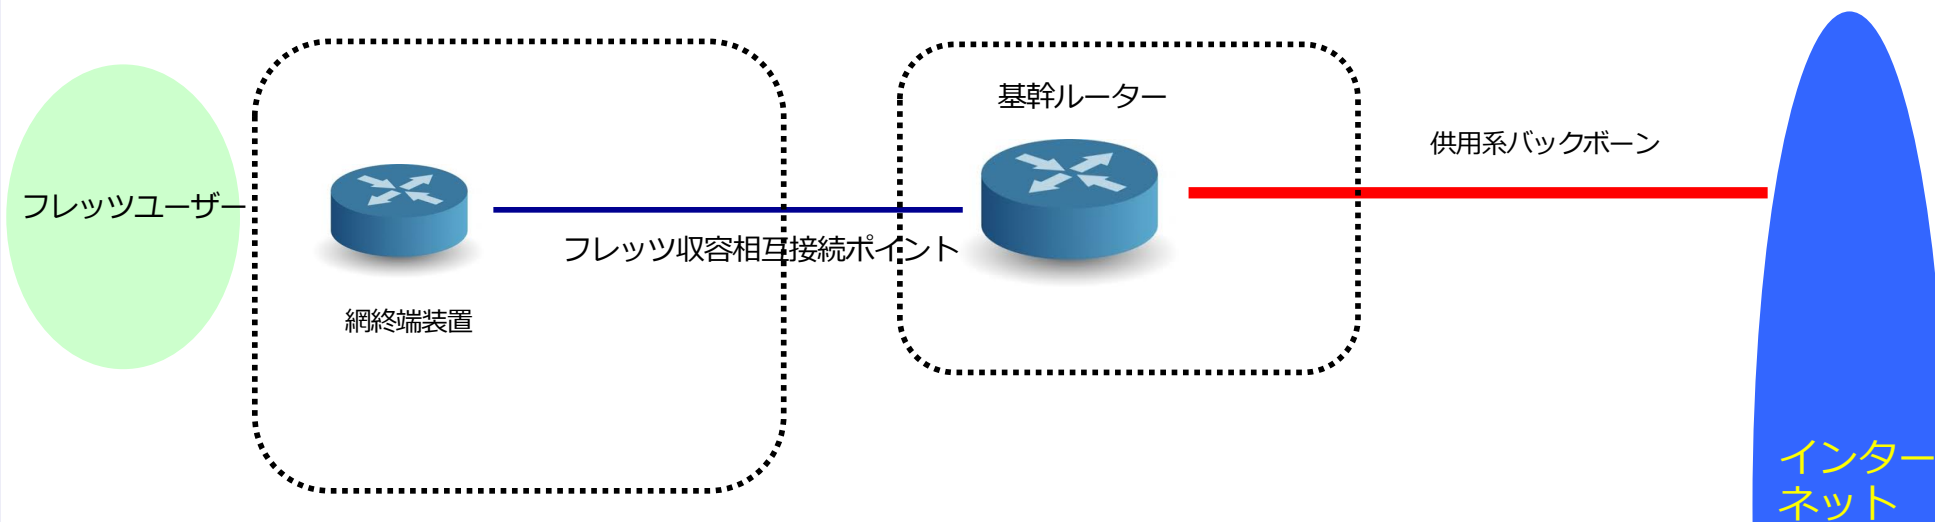 基幹ルーター
供用系バックボーン
フレッツユーザー
フレッツ収容相互接続ポイント
網終端装置
インター
ネット